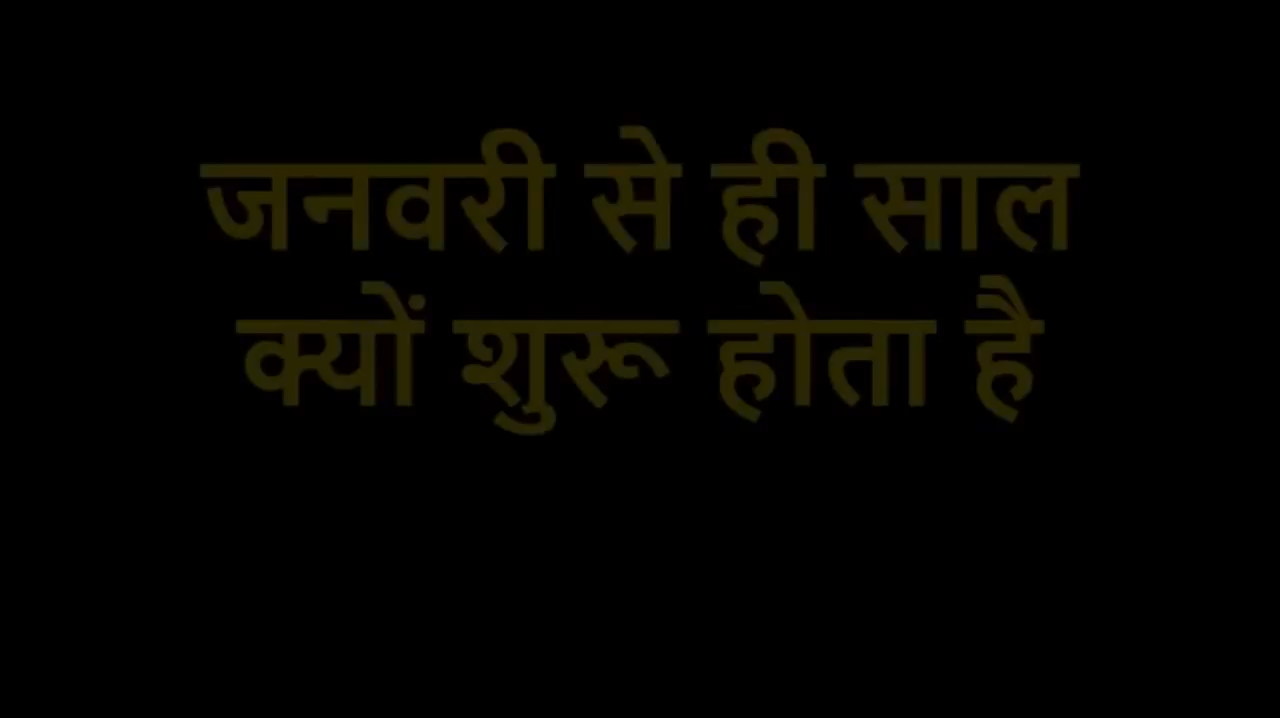 जनवरी से ही साल
क्यों शुरू होता है